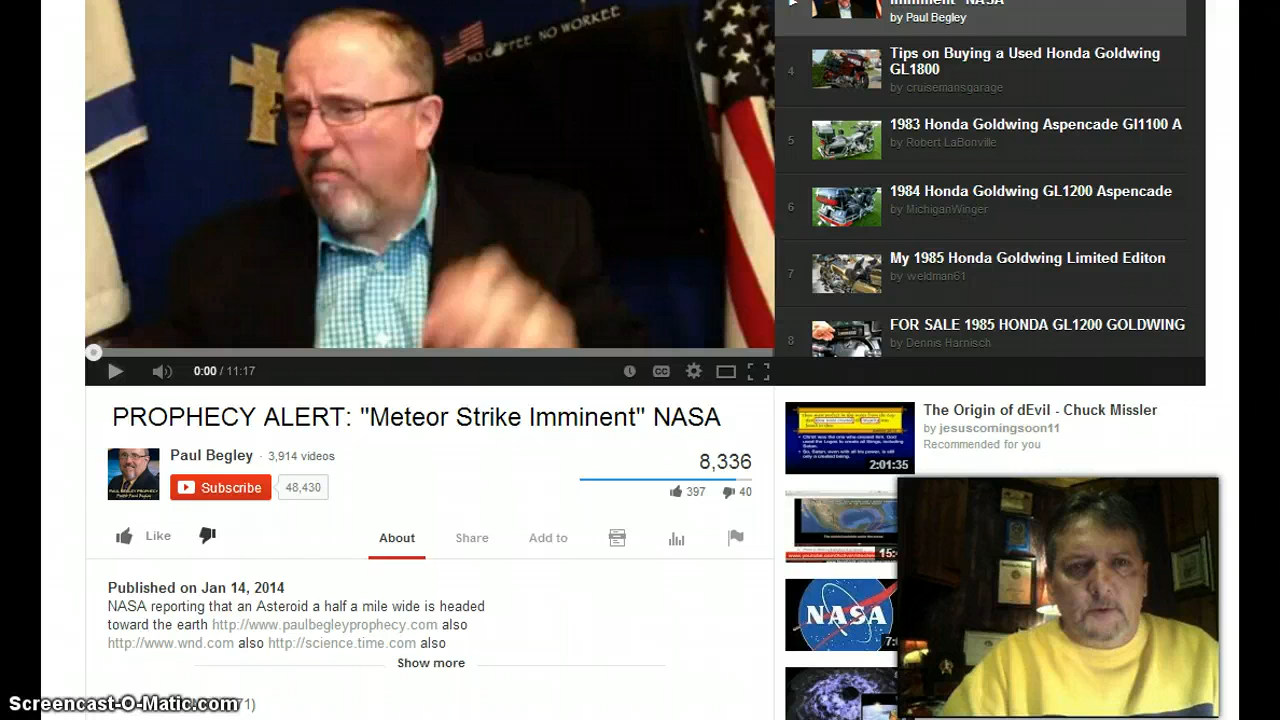 NO COFFEE NO WORKEE
Imminent" NASA
by Paul Begley
4
Tips on Buying a Used Honda Goldwing
GL1800
by cruisemansgarage
5
1983 Honda Goldwing Aspencade Gl1100 A
by Robert LaBonville
6
1984 Honda Goldwing GL1200 Aspencade
by MichiganWinger
7
My 1985 Honda Goldwing Limited Editon
by weldman61
8
FOR SALE 1985 HONDA GL1200 GOLDWING
by Dennis Harnisch
0:00 / 11:17
CC
PROPHECY ALERT: "Meteor Strike Imminent" NASA
Paul Begley · 3,914 videos
Subscribe 48,430
8,336
397 40
Like
About Share Add to
Published on Jan 14, 2014
NASA reporting that an Asteroid a half a mile wide is headed
toward the earth http://www.paulbegleyprophecy.com also
http://www.wnd.com also http://science.time.com also
Show more
The Origin of dEvil - Chuck Missler
by jesuscomingsoon11
Recommended for you
2:01:35
15:
NASA
7:
Screencast-O-Matic.com
71)